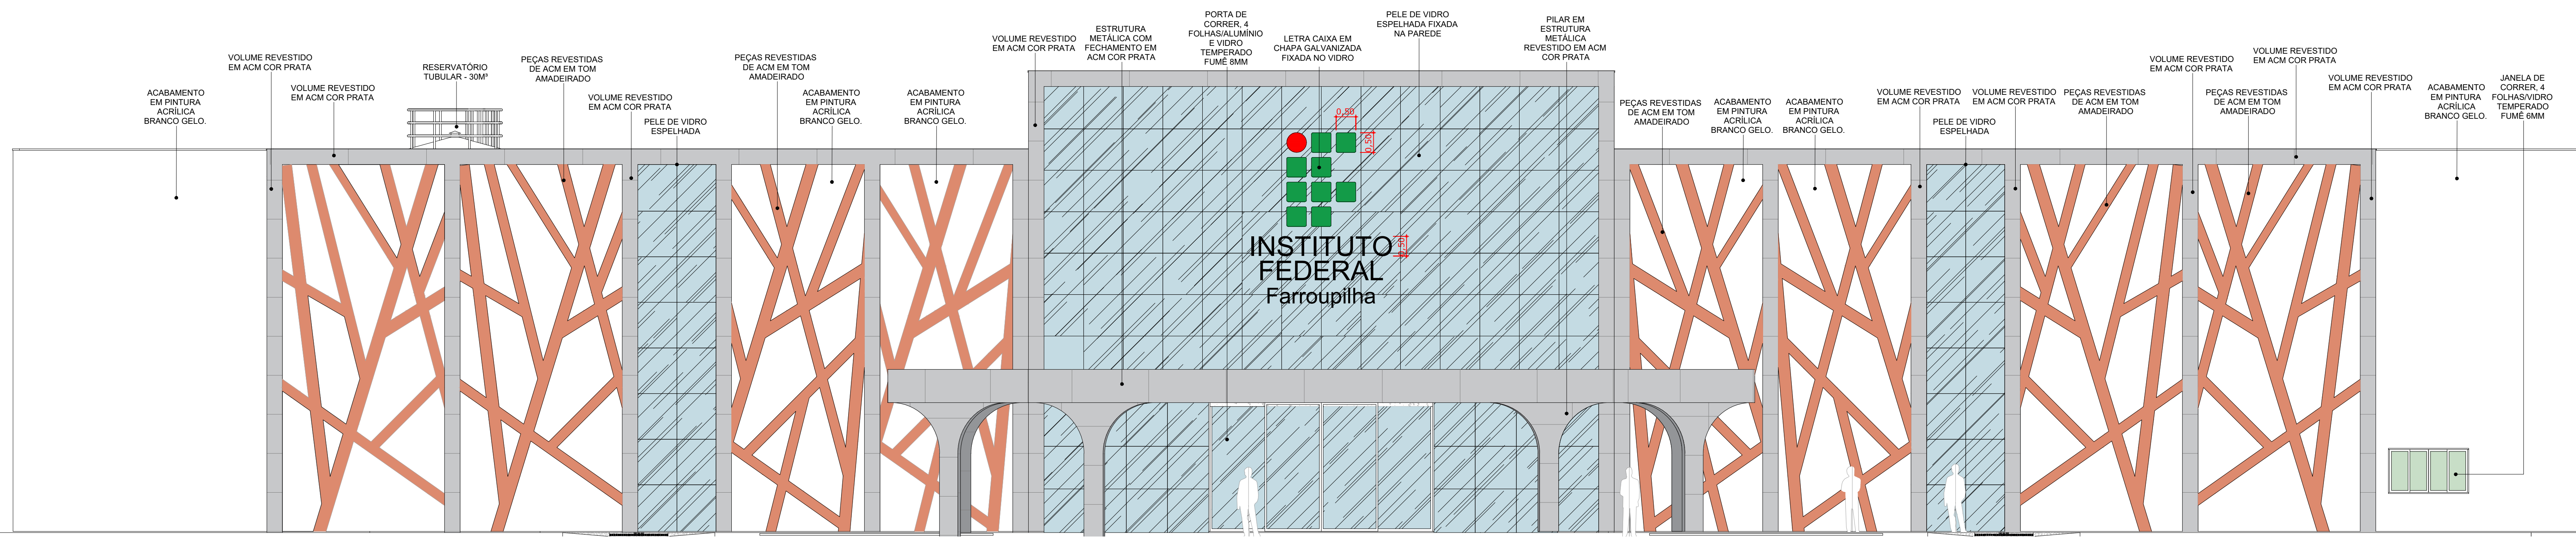 ACABAMENTO
EM PINTURA
ACRÍLICA
BRANCO GELO.
VOLUME REVESTIDO
EM ACM COR PRATA
VOLUME REVESTIDO
EM ACM COR PRATA
RESERVATÓRIO
TUBULAR - 30M³
PEÇAS REVESTIDAS
DE ACM EM TOM
AMADEIRADO
VOLUME REVESTIDO
EM ACM COR PRATA
PELE DE VIDRO
ESPELHADA
PEÇAS REVESTIDAS
DE ACM EM TOM
AMADEIRADO
ACABAMENTO
EM PINTURA
ACRÍLICA
BRANCO GELO.
ACABAMENTO
EM PINTURA
ACRÍLICA
BRANCO GELO.
VOLUME REVESTIDO
EM ACM COR PRATA
ESTRUTURA
METÁLICA COM
FECHAMENTO EM
ACM COR PRATA
PORTA DE
CORRER, 4
FOLHAS/ALUMÍNIO
E VIDRO
TEMPERADO
FUMÊ 8MM
LETRA CAIXA EM
CHAPA GALVANIZADA
FIXADA NO VIDRO
PELE DE VIDRO
ESPELHADA FIXADA
NA PAREDE
PILAR EM
ESTRUTURA
METÁLICA
REVESTIDO EM ACM
COR PRATA
0,50
0,50
INSTITUTO
FEDERAL
Farroupilha
0,50
PEÇAS REVESTIDAS
DE ACM EM TOM
AMADEIRADO
ACABAMENTO
EM PINTURA
ACRÍLICA
BRANCO GELO.
ACABAMENTO
EM PINTURA
ACRÍLICA
BRANCO GELO.
VOLUME REVESTIDO
EM ACM COR PRATA
PELE DE VIDRO
ESPELHADA
VOLUME REVESTIDO
EM ACM COR PRATA
PEÇAS REVESTIDAS
DE ACM EM TOM
AMADEIRADO
VOLUME REVESTIDO
EM ACM COR PRATA
PEÇAS REVESTIDAS
DE ACM EM TOM
AMADEIRADO
VOLUME REVESTIDO
EM ACM COR PRATA
VOLUME REVESTIDO
EM ACM COR PRATA
ACABAMENTO
EM PINTURA
ACRÍLICA
BRANCO GELO.
JANELA DE
CORRER, 4
FOLHAS/VIDRO
TEMPERADO
FUMÊ 6MM